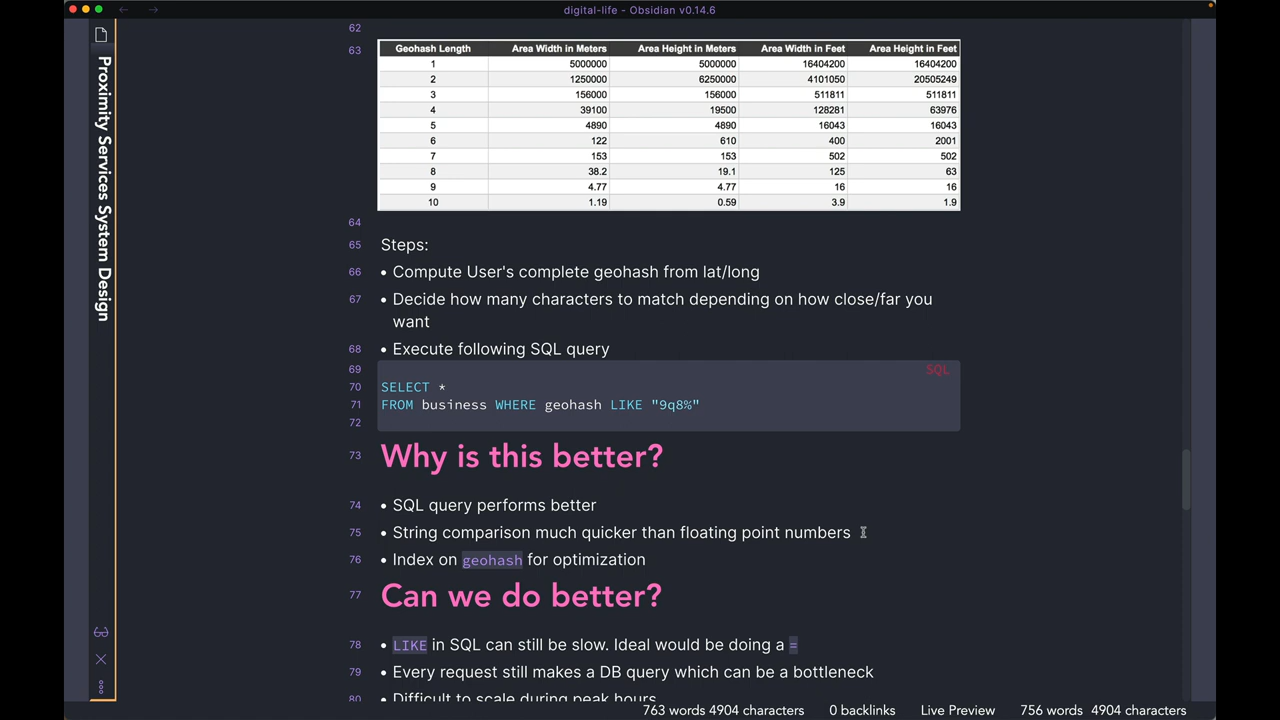 digital-life - Obsidian v0.14.6
Proximity Services System Design
62
63
Geohash Length Area Width in Meters Area Height in Meters Area Width in Feet Area Height in Feet
1 5000000 5000000 16404200 16404200
2 1250000 6250000 4101050 20505249
3 156000 156000 511811 511811
4 39100 19500 128281 63976
5 4890 4890 16043 16043
6 122 610 400 2001
7 153 153 502 502
8 38.2 19.1 125 63
9 4.77 4.77 16 16
10 1.19 0.59 3.9 1.9
64
65 Steps:
66 • Compute User's complete geohash from lat/long
67 • Decide how many characters to match depending on how close/far you
want
68 • Execute following SQL query
69 SQL
70 SELECT *
71 FROM business WHERE geohash LIKE "9q8%"
72
73 Why is this better?
74 • SQL query performs better
75 • String comparison much quicker than floating point numbers
76 • Index on geohash for optimization
77 Can we do better?
78 • LIKE in SQL can still be slow. Ideal would be doing a =
79 • Every request still makes a DB query which can be a bottleneck
80 • Difficult to scale during peak hours
763 words 4904 characters 0 backlinks Live Preview 756 words 4904 characters